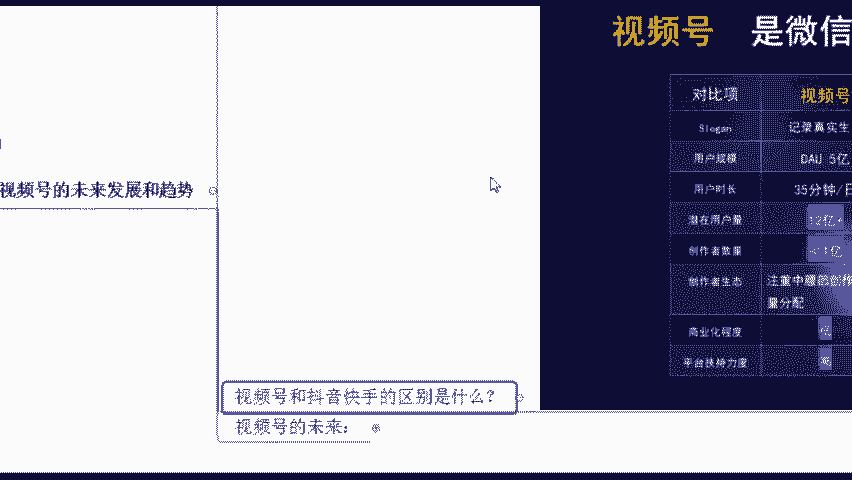 视频号的未来发展和趋势
视频号和抖音快手的区别是什么？
视频号的未来：
视频号 是微信
对比项 视频号
Slogan 记录真实生
用户规模 DAU 5亿
用户时长 35分钟/日
潜在用户量 12亿+
创作者数量 <1亿
创作者生态 注重中腰部创作
量分配
商业化程度 低
平台扶持力度 高